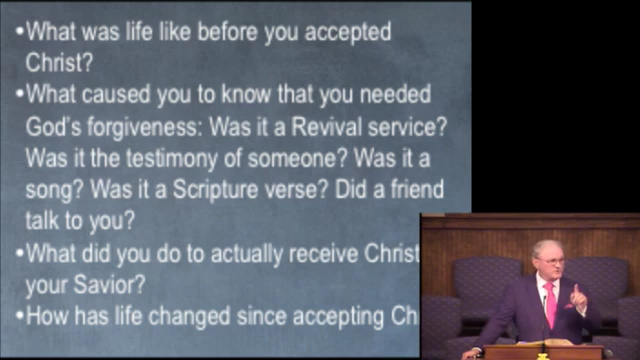 •What was life like before you accepted
Christ?
•What caused you to know that you needed
God's forgiveness: Was it a Revival service?
Was it the testimony of someone? Was it a
song? Was it a Scripture verse? Did a friend
talk to you?
•What did you do to actually receive Christ
your Savior?
•How has life changed since accepting Ch